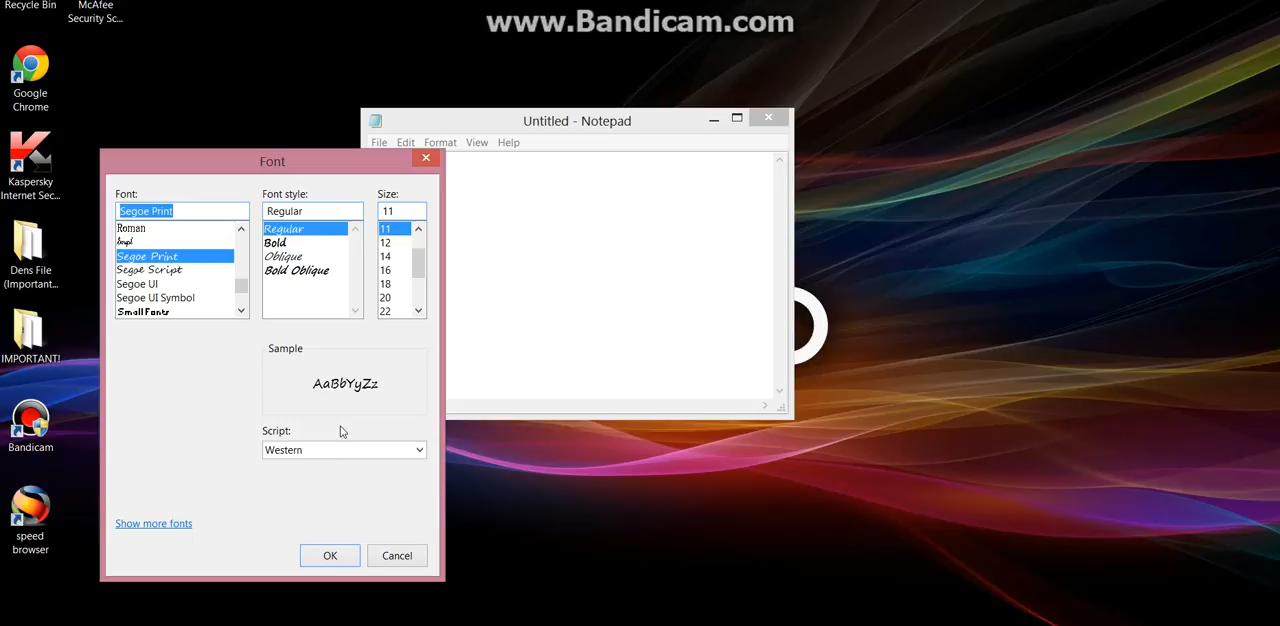 Recycle Bin
McAfee
Security Sc...
www.Bandicam.com
Google
Chrome
Kaspersky
Internet Sec...
Dens File
(Important...
IMPORTANT!
Bandicam
speed
browser
Untitled - Notepad
File Edit Format View Help
Font
Font: Font style: Size:
Segoe Print Regular 11
Roman Regular 11
Script Bold 12
Segoe Print Oblique 14
Segoe Script Bold Oblique 16
Segoe UI 18
Segoe UI Symbol 20
Small Fonts 22
Sample
AaBbYyZz
Script:
Western
Show more fonts
OK Cancel